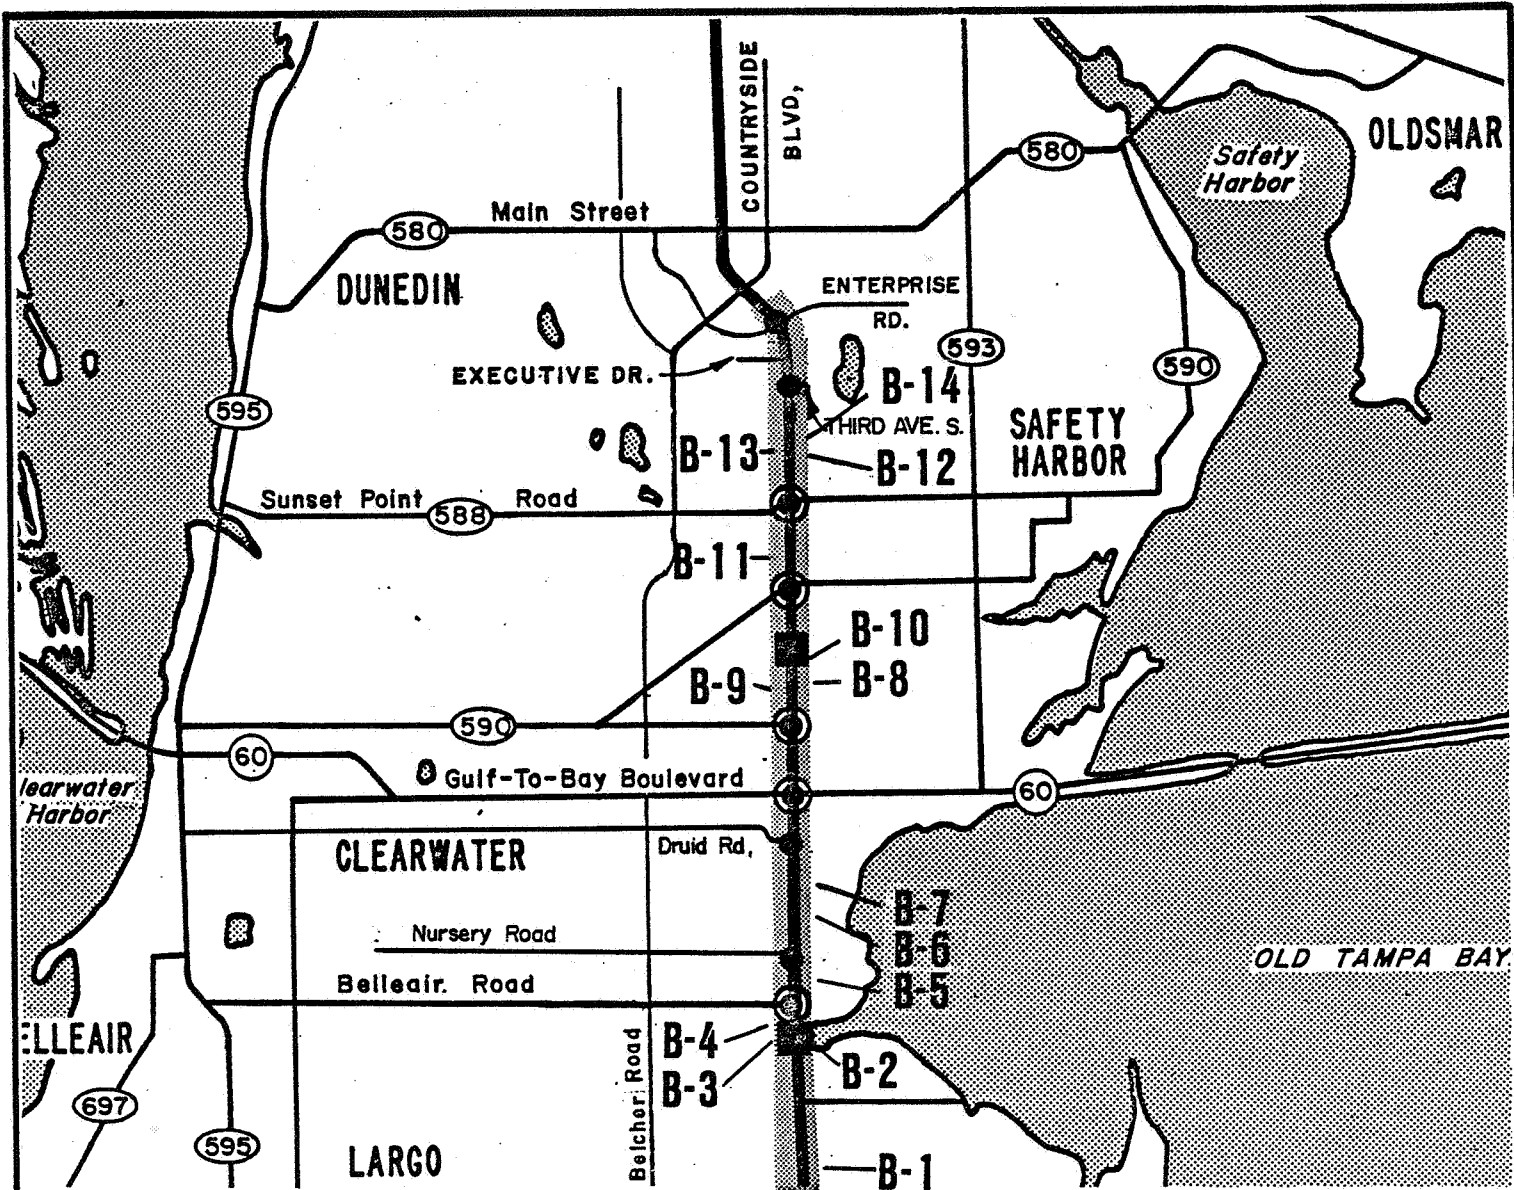 COUNTRYSIDE
BLVD,
OLDSMAR
Safety
Harbor
580
Main Street
580
DUNEDIN
ENTERPRISE
RD.
593
590
EXECUTIVE DR.
B-14
595
THIRD AVE. S.
SAFETY
HARBOR
B-13
B-12
Sunset Point
588
Road
B-11
B-10
B-9
B-8
590
60
Gulf-To-Bay Boulevard
60
learwater
Harbor
CLEARWATER
Druid Rd,
B-7
Nursery Road
B-6
OLD TAMPA BAY
Belleair. Road
B-5
ELLEAIR
B-4
Belcher Road
B-3
B-2
697
595
LARGO
B-1